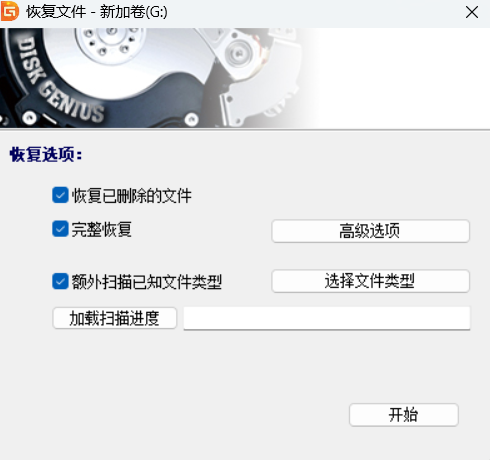 恢复文件 - 新加卷(G:)
DISK GENIUS
恢复选项:
恢复已删除的文件
完整恢复
高级选项
额外扫描已知文件类型
选择文件类型
加载扫描进度
开始